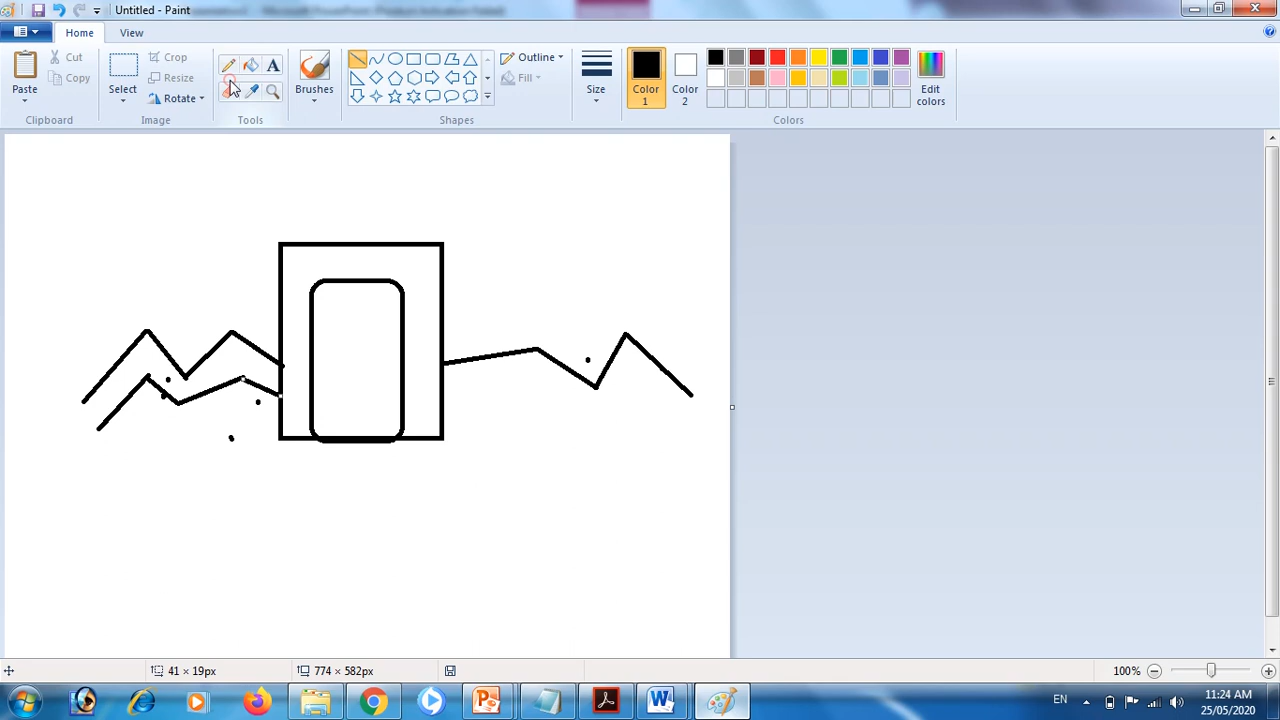 Untitled - Paint
Home
View
Paste
Cut
Copy
Clipboard
Select
Crop
Resize
Rotate
Image
A
Tools
Brushes
Outline
Fill
Shapes
Size
Color
1
Color
2
Edit
colors
Colors
41 × 19px
774 × 582px
100%
EN
11:24 AM
25/05/2020